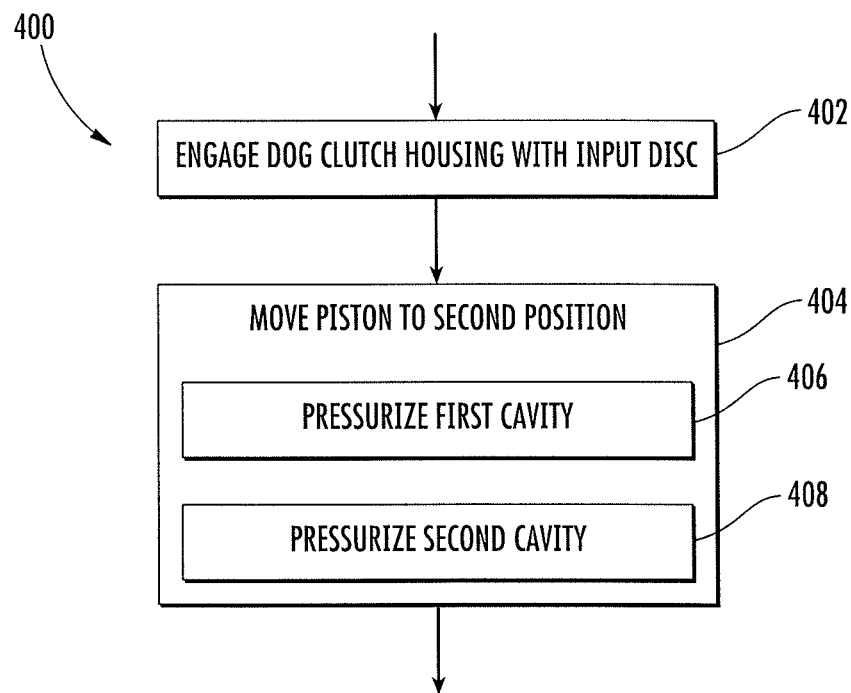 400
402
ENGAGE DOG CLUTCH HOUSING WITH INPUT DISC
404
MOVE PISTON TO SECOND POSITION
406
PRESSURIZE FIRST CAVITY
408
PRESSURIZE SECOND CAVITY